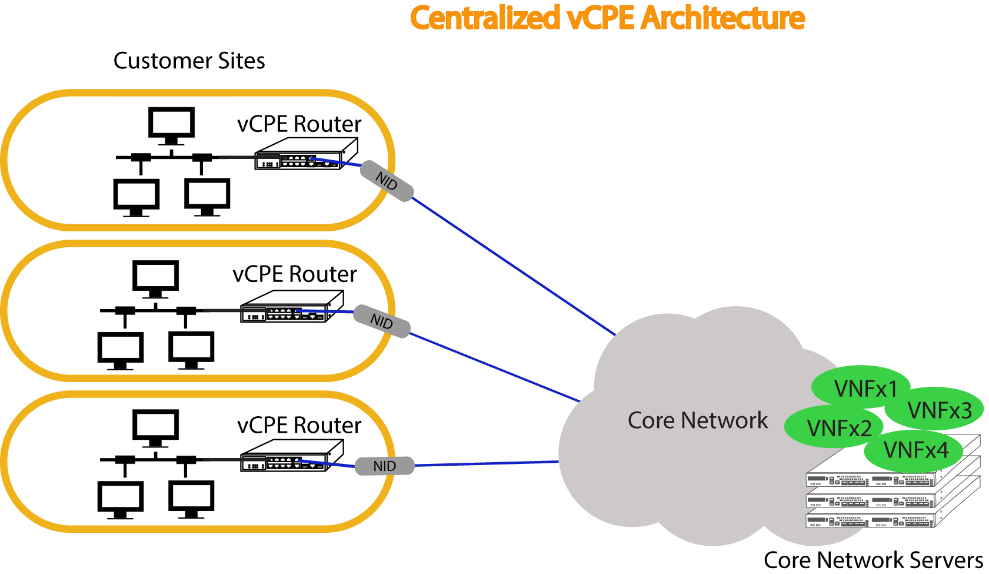 Centralized vCPE Architecture
Customer Sites
vCPE Router
NID
vCPE Router
NID
vCPE Router
NID
Core Network
VNFx1
VNFx3
VNFx2
VNFx4
Core Network Servers